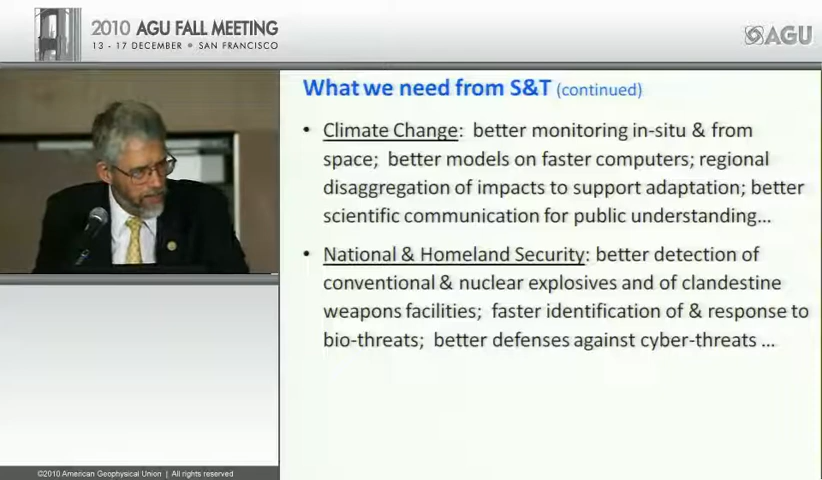 2010 AGU FALL MEETING
13 - 17 DECEMBER • SAN FRANCISCO
AGU
What we need from S&T (continued)
• Climate Change: better monitoring in-situ & from
space; better models on faster computers; regional
disaggregation of impacts to support adaptation; better
scientific communication for public understanding...
• National & Homeland Security: better detection of
conventional & nuclear explosives and of clandestine
weapons facilities; faster identification of & response to
bio-threats; better defenses against cyber-threats ...
©2010 American Geophysical Union | All rights reserved